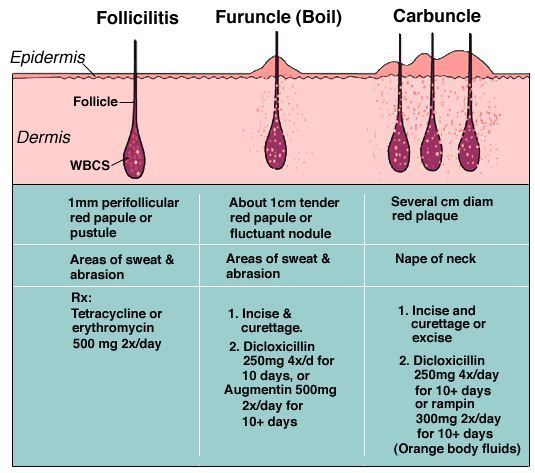 Follicilitis
Furuncle (Boil)
Carbuncle
Epidermis
Follicle
Dermis
WBCS
1mm perifollicular
red papule or
pustule
About 1cm tender
red papule or
fluctuant nodule
Several cm diam
red plaque
Areas of sweat &
abrasion
Areas of sweat &
abrasion
Nape of neck
Rx:
Tetracycline or
erythromycin
500 mg 2x/day
1. Incise &
curettage.
2. Dicloxicillin
250mg 4x/d for
10 days, or
Augmentin 500mg
2x/day for
10+ days
1. Incise and
curettage or
excise
2. Dicloxicillin
250mg 4x/day
for 10+ days
or rampin
300mg 2x/day
for 10+ days
(Orange body fluids)